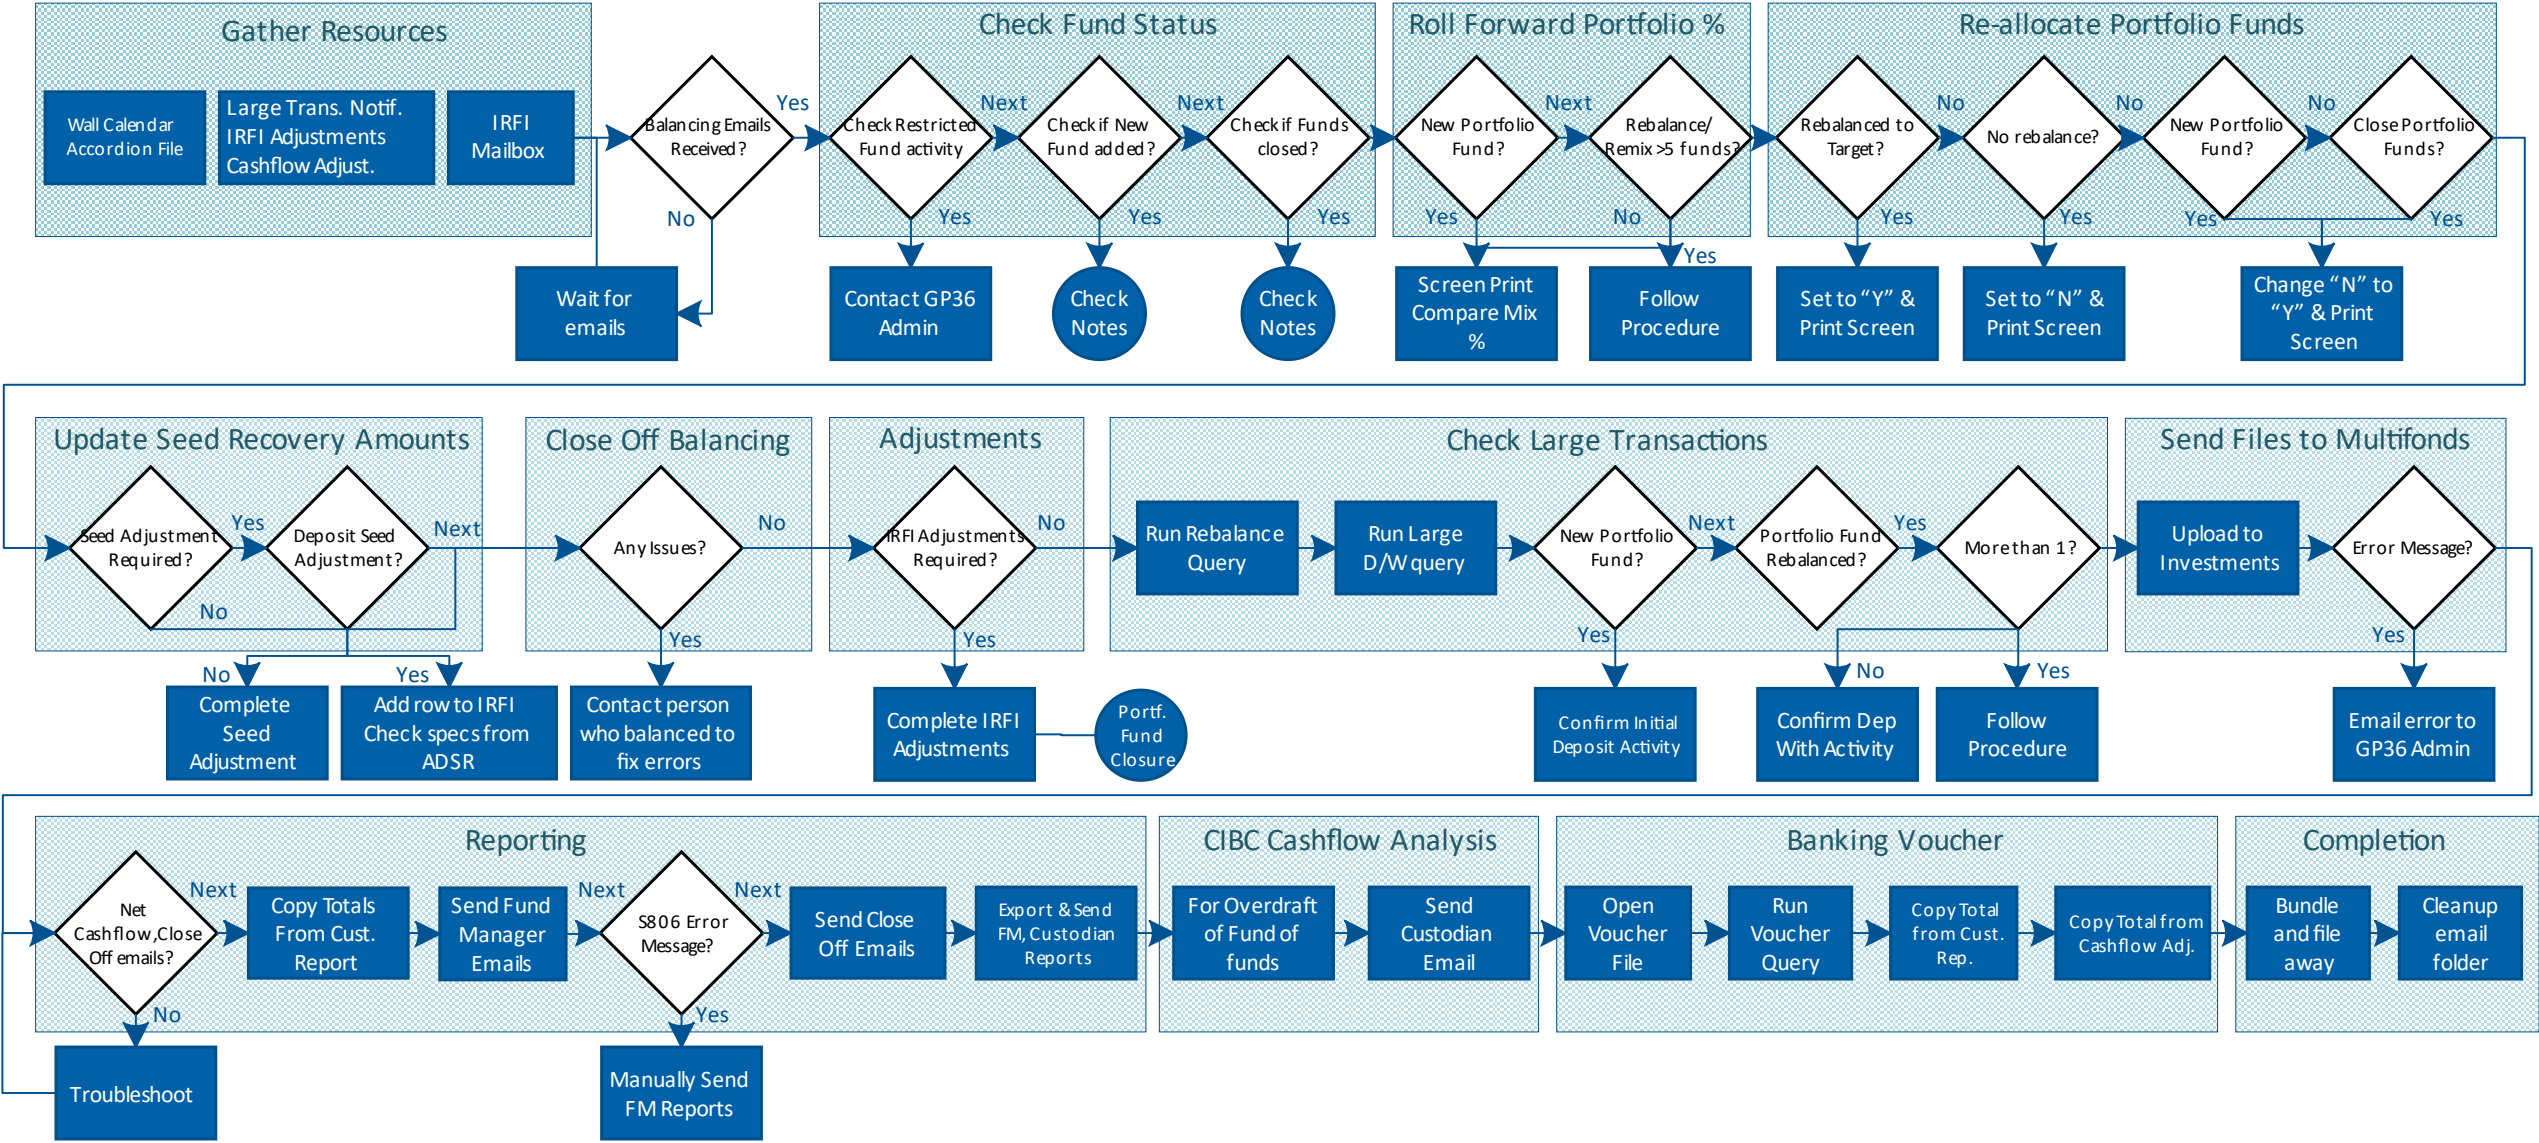 Gather Resources
Wall Calendar
Accordion File
Large Trans. Notif.
IRFI Adjustments
Cashflow Adjust.
IRFI
Mailbox
Balancing Emails
Received?
Yes
No
Wait for
emails
Check Fund Status
Check Restricted
Fund activity
Next
Yes
Contact GP36
Admin
Check if New
Fund added?
Next
Yes
Check
Notes
Check if Funds
closed?
Yes
Check
Notes
Roll Forward Portfolio %
New Portfolio
Fund?
Next
Yes
Screen Print
Compare Mix
%
Rebalance/
Remix >5 funds?
No
Yes
Follow
Procedure
Re-allocate Portfolio Funds
Rebalanced to
Target?
No
Yes
Set to “Y” &
Print Screen
No rebalance?
No
Yes
Set to “N” &
Print Screen
New Portfolio
Fund?
No
Yes
Close Portfolio
Funds?
Yes
Change “N” to
“Y” & Print
Screen
Update Seed Recovery Amounts
Seed Adjustment
Required?
Yes
No
Deposit Seed
Adjustment?
Next
No
Yes
Complete
Seed
Adjustment
Add row to IRFI
Check specs from
ADSR
Close Off Balancing
Any Issues?
No
Yes
Contact person
who balanced to
fix errors
Adjustments
IRFI Adjustments
Required?
No
Yes
Complete IRFI
Adjustments
Portf.
Fund
Closure
Check Large Transactions
Run Rebalance
Query
Run Large
D/W query
New Portfolio
Fund?
Next
Yes
Confirm Initial
Deposit Activity
Portfolio Fund
Rebalanced?
Yes
More than 1?
No
Yes
Confirm Dep
With Activity
Follow
Procedure
Send Files to Multifonds
Upload to
Investments
Error Message?
Yes
Email error to
GP36 Admin
Reporting
Net
Cashflow,Close
Off emails?
Next
No
Troubleshoot
Copy Totals
From Cust.
Report
Send Fund
Manager
Emails
Next
S806 Error
Message?
Next
Yes
Manually Send
FM Reports
Send Close
Off Emails
Export & Send
FM, Custodian
Reports
CIBC Cashflow Analysis
For Overdraft
of Fund of
funds
Send
Custodian
Email
Banking Voucher
Open
Voucher
File
Run
Voucher
Query
Copy Total
from Cust.
Rep.
Copy Total from
Cashflow Adj.
Completion
Bundle
and file
away
Cleanup
email
folder